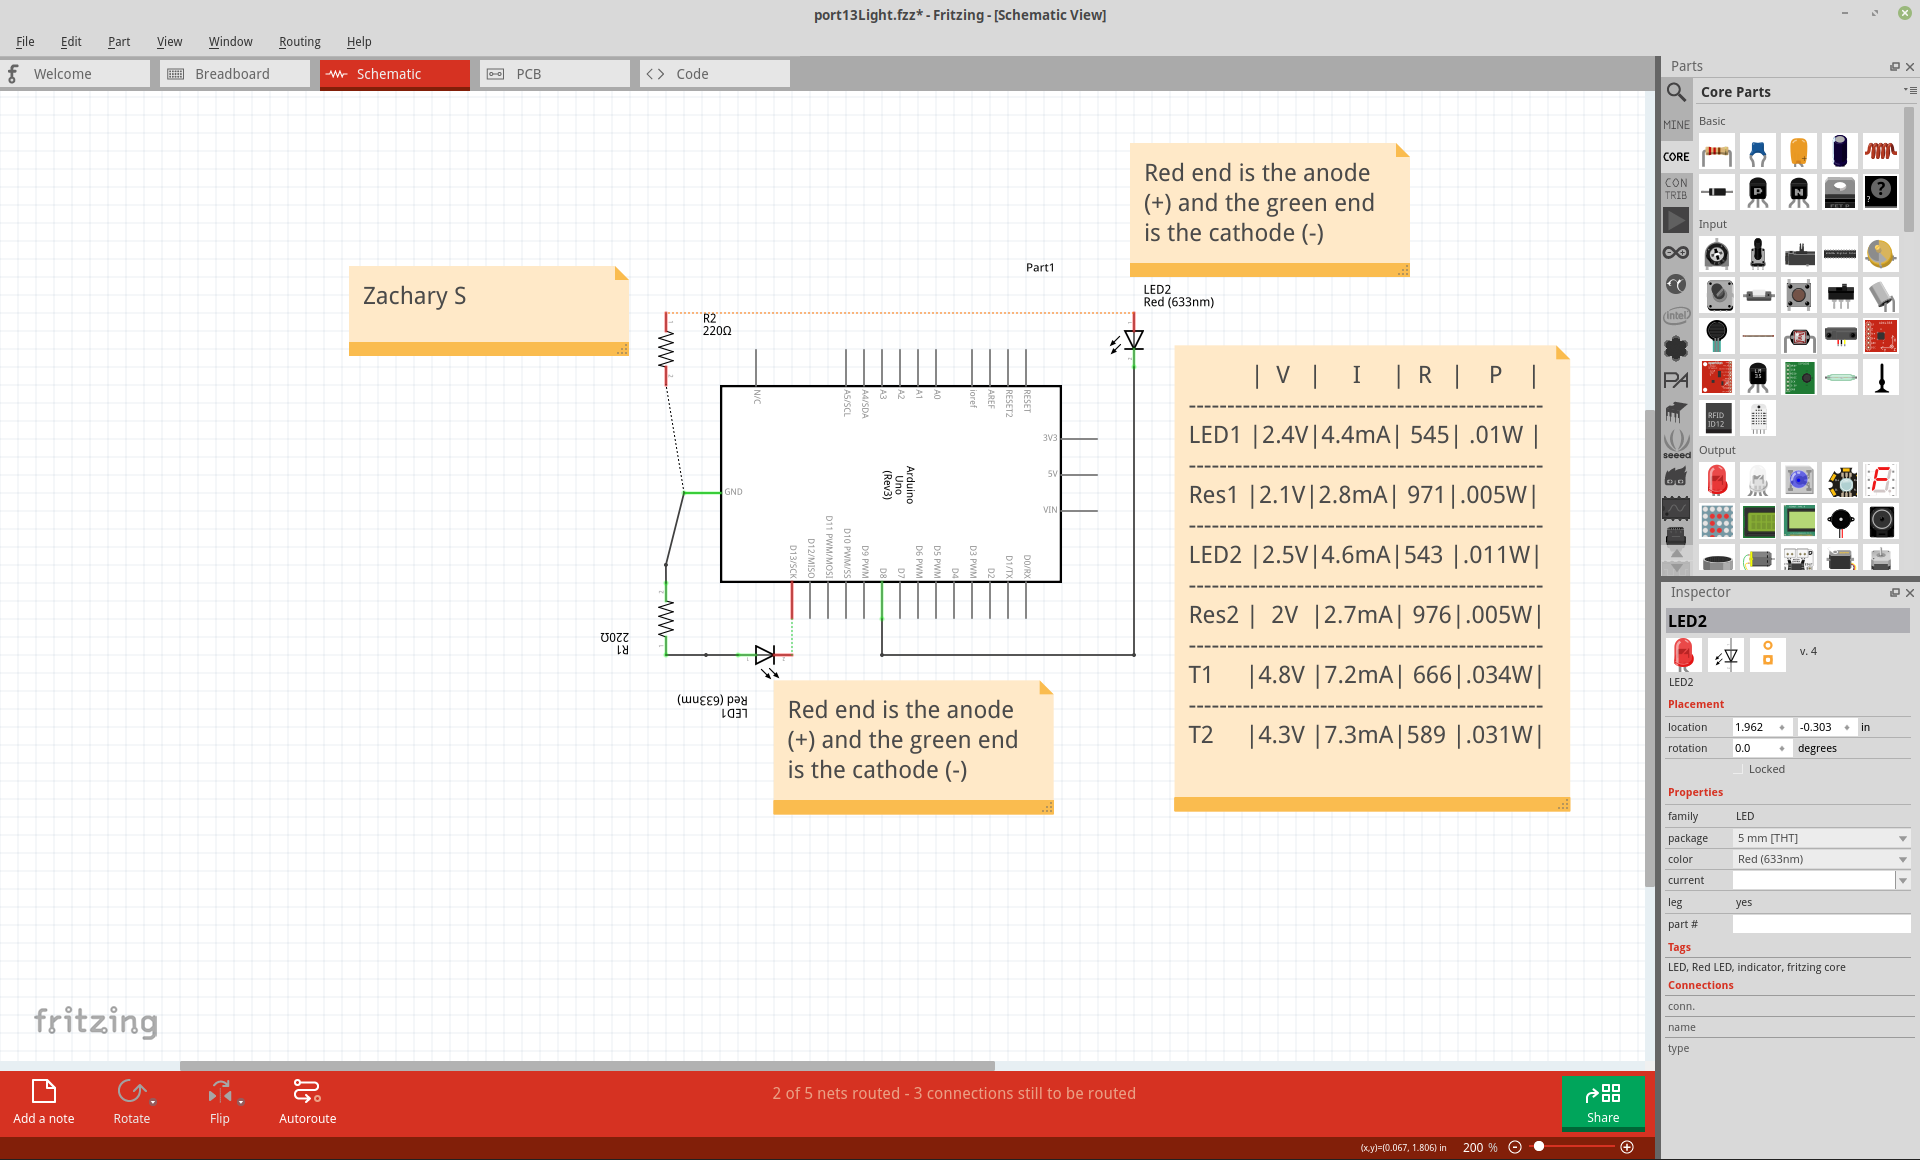 port13Light.fzz* - Fritzing - [Schematic View]
File Edit Part View Window Routing Help
Welcome Breadboard Schematic PCB Code
Zachary S
Red end is the anode
(+) and the green end
is the cathode (-)
Part1
LED2
Red (633nm)
R2
220Ω
N/C A5/SCL A4/SDA A3 A2 A1 A0 ioref AREF RESET2 RESET
3V3
5V
VIN
GND
Arduino
Uno
(Rev3)
D13/SCK D12/MISO D11 PWM/MOSI D10 PWM/SS D9 PWM D8 D7 D6 PWM D5 PWM D4 D3 PWM D2 D1/TX D0/RX
R1
220Ω
LED1
Red (633nm)
Red end is the anode
(+) and the green end
is the cathode (-)
| V | I | R | P |
LED1 |2.4V|4.4mA| 545| .01W |
Res1 |2.1V|2.8mA| 971|.005W|
LED2 |2.5V|4.6mA|543 |.011W|
Res2 | 2V |2.7mA| 976|.005W|
T1 |4.8V |7.2mA| 666|.034W|
T2 |4.3V |7.3mA|589 |.031W|
fritzing
Add a note
Rotate
Flip
Autoroute
2 of 5 nets routed - 3 connections still to be routed
Share
(x,y)=(0.067, 1.806) in 200 %
Parts
Core Parts
MINE
CORE
CON
TRIB
intel
PA
seeed
Basic
P
N
?
Input
LM
35
RFID
ID12
Output
Inspector
LED2
v. 4
LED2
Placement
location 1.962 -0.303 in
rotation 0.0 degrees
Locked
Properties
family LED
package 5 mm [THT]
color Red (633nm)
current
leg yes
part #
Tags
LED, Red LED, indicator, fritzing core
Connections
conn.
name
type